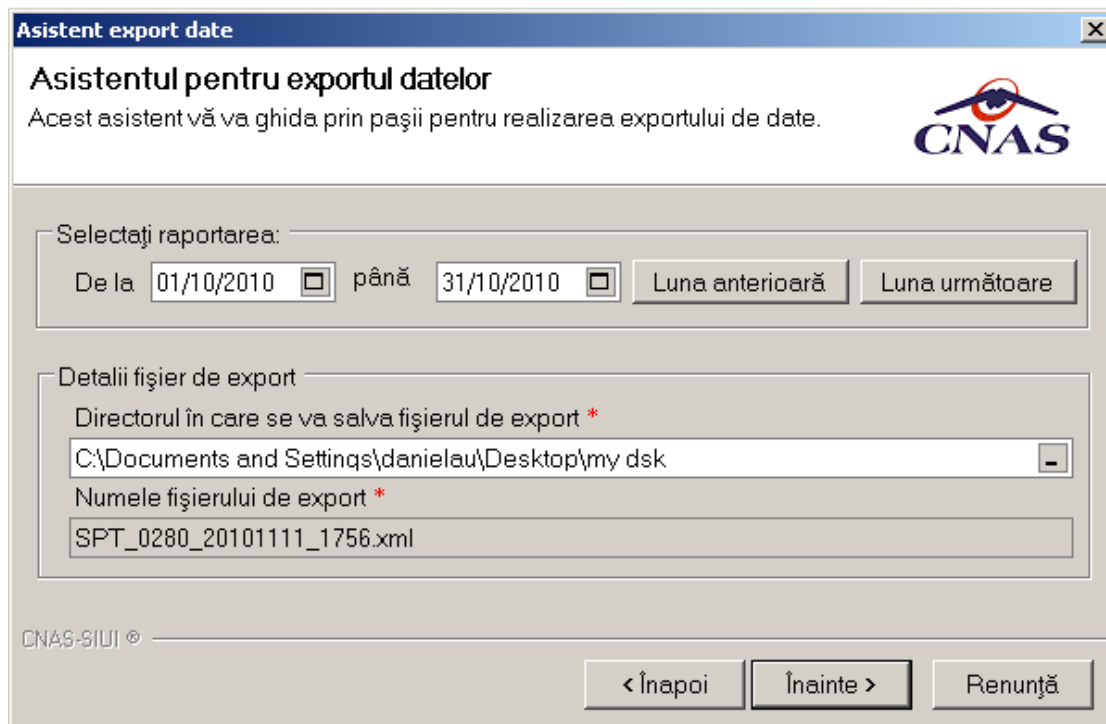 Asistent export date
Asistentul pentru exportul datelor
Acest asistent vă va ghida prin paşii pentru realizarea exportului de date.
CNAS
Selectaţi raportarea:
De la 01/10/2010 până 31/10/2010 Luna anterioară Luna următoare
Detalii fişier de export
Directorul în care se va salva fişierul de export *
C:\Documents and Settings\danielau\Desktop\my dsk
Numele fişierului de export *
SPT_0280_20101111_1756.xml
CNAS-SIUI ®
< Înapoi Înainte > Renunţă